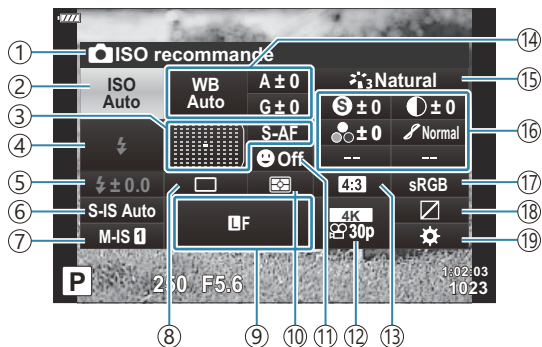 ①
ISO recommande
②
ISO
Auto
WB
Auto
A±0
G±0
⑭
3Natural
⑮
③
S-AF
S±0
±0
±0
Normal
--
--
⑯
④
Off
⑤
±0.0
4:3
sRGB
⑰
⑥
S-IS Auto
LF
4K
30p
⑱
⑦
M-IS 1
⑲
P
250
F5.6
1:02:03
1023
⑧
⑨
⑩
⑪
⑫
⑬